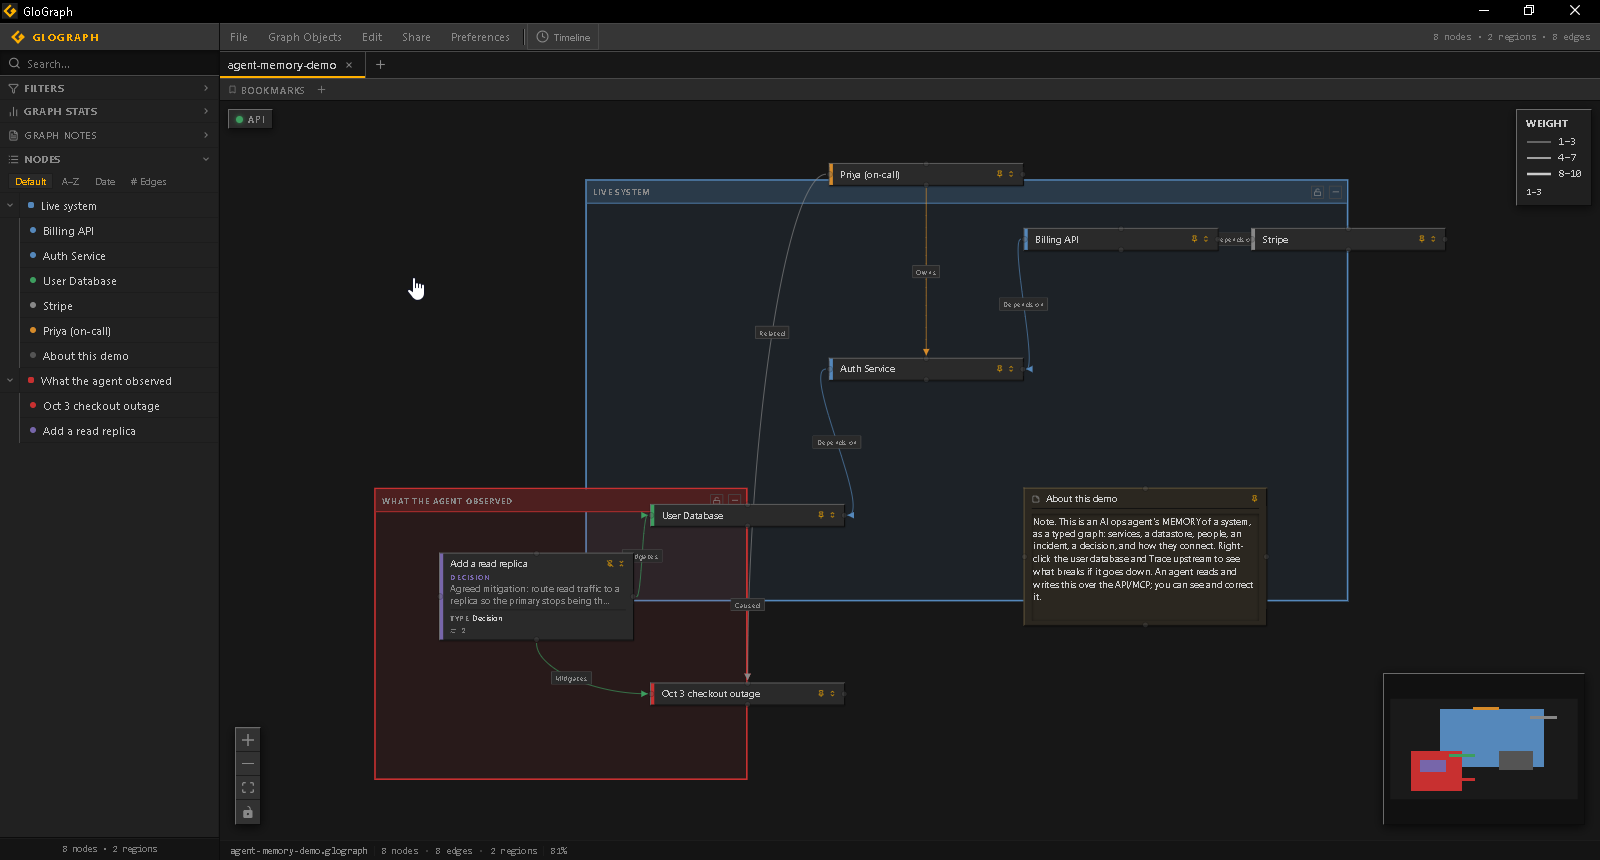 GloGraph
GLOGRAPH
File
Graph Objects
Edit
Share
Preferences
Timeline
8 nodes • 2 regions • 8 edges
Search...
agent-memory-demo ×
FILTERS
BOOKMARKS
GRAPH STATS
GRAPH NOTES
NODES
Default
A–Z
Date
# Edges
Live system
Billing API
Auth Service
User Database
Stripe
Priya (on-call)
About this demo
What the agent observed
Oct 3 checkout outage
Add a read replica
8 nodes • 2 regions
API
WEIGHT
1–3
4–7
8–10
1–3
Priya (on-call)
LIVE SYSTEM
Billing API
Depends on
Stripe
Owns
Depends on
Related
Auth Service
Depends on
WHAT THE AGENT OBSERVED
User Database
Mitigates
Add a read replica
DECISION
Agreed mitigation: route read traffic to a
replica so the primary stops being th...
TYPE Decision
2
Caused
Mitigates
Oct 3 checkout outage
About this demo
Note. This is an AI ops agent's MEMORY of a system,
as a typed graph: services, a datastore, people, an
incident, a decision, and how they connect. Right-
click the user database and Trace upstream to see
what breaks if it goes down. An agent reads and
writes this over the API/MCP; you can see and correct
it.
agent-memory-demo.glograph
8 nodes • 8 edges • 2 regions
81%